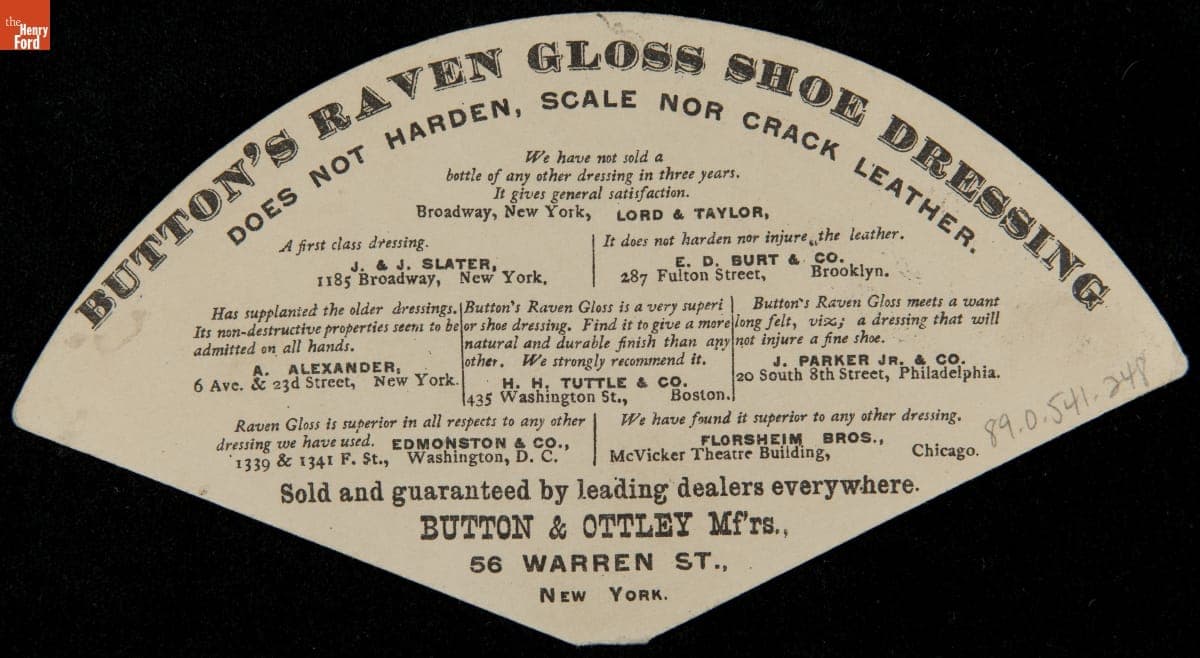 the
Henry
Ford
BUTTON'S RAVEN GLOSS SHOE DRESSING
DOES NOT HARDEN, SCALE NOR CRACK LEATHER.
We have not sold a
bottle of any other dressing in three years.
It gives general satisfaction.
Broadway, New York, LORD & TAYLOR,
A first class dressing.
J. & J. SLATER,
1185 Broadway, New York.
It does not harden nor injure the leather.
E. D. BURT & CO.
287 Fulton Street, Brooklyn.
Has supplanted the older dressings.
Its non-destructive properties seem to be
admitted on all hands.
A. ALEXANDER,
6 Ave. & 23d Street, New York.
Button's Raven Gloss is a very superi
or shoe dressing. Find it to give a more
natural and durable finish than any
other. We strongly recommend it.
H. H. TUTTLE & CO.
435 Washington St., Boston.
Button's Raven Gloss meets a want
long felt, viz; a dressing that will
not injure a fine shoe.
J. PARKER JR. & CO.
20 South 8th Street, Philadelphia.
Raven Gloss is superior in all respects to any other
dressing we have used. EDMONSTON & CO.,
1339 & 1341 F. St., Washington, D. C.
We have found it superior to any other dressing.
FLORSHEIM BROS.,
McVicker Theatre Building, Chicago.
89.0.541.248
Sold and guaranteed by leading dealers everywhere.
BUTTON & OTTLEY Mf'rs.,
56 WARREN ST.,
NEW YORK.